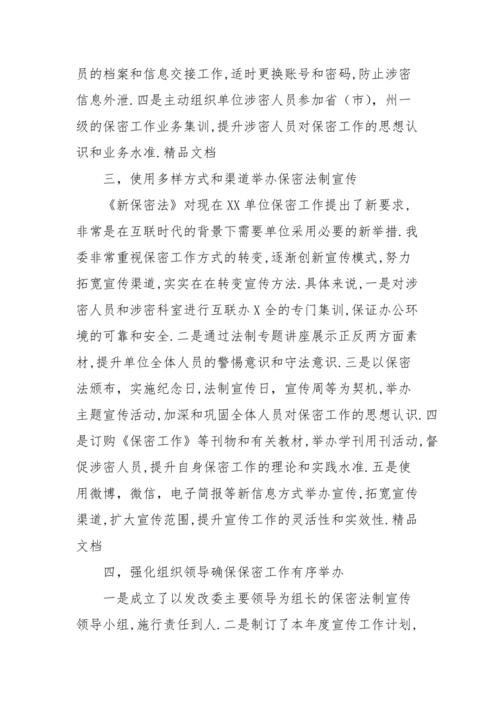 员的档案和信息交接工作,适时更换账号和密码,防止涉密
信息外泄.四是主动组织单位涉密人员参加省（市），州一
级的保密工作业务集训,提升涉密人员对保密工作的思想认
识和业务水准.精品文档
三，使用多样方式和渠道举办保密法制宣传
《新保密法》对现在XX单位保密工作提出了新要求,
非常是在互联时代的背景下需要单位采用必要的新举措.我
委非常重视保密工作方式的转变,逐渐创新宣传模式,努力
拓宽宣传渠道,实实在在转变宣传方法.具体来说,一是对涉
密人员和涉密科室进行互联办X全的专门集训,保证办公环
境的可靠和安全.二是通过法制专题讲座展示正反两方面素
材,提升单位全体人员的警惕意识和守法意识.三是以保密
法颁布，实施纪念日,法制宣传日，宣传周等为契机,举办
主题宣传活动,加深和巩固全体人员对保密工作的思想认识.四
是订购《保密工作》等刊物和有关教材,举办学刊用刊活动,督
促涉密人员,提升自身保密工作的理论和实践水准.五是使
用微博，微信，电子简报等新信息方式举办宣传,拓宽宣传
渠道,扩大宣传范围,提升宣传工作的灵活性和实效性.精品
文档
四，强化组织领导确保保密工作有序举办
一是成立了以发改委主要领导为组长的保密法制宣传
领导小组,施行责任到人.二是制订了本年度宣传工作计划,